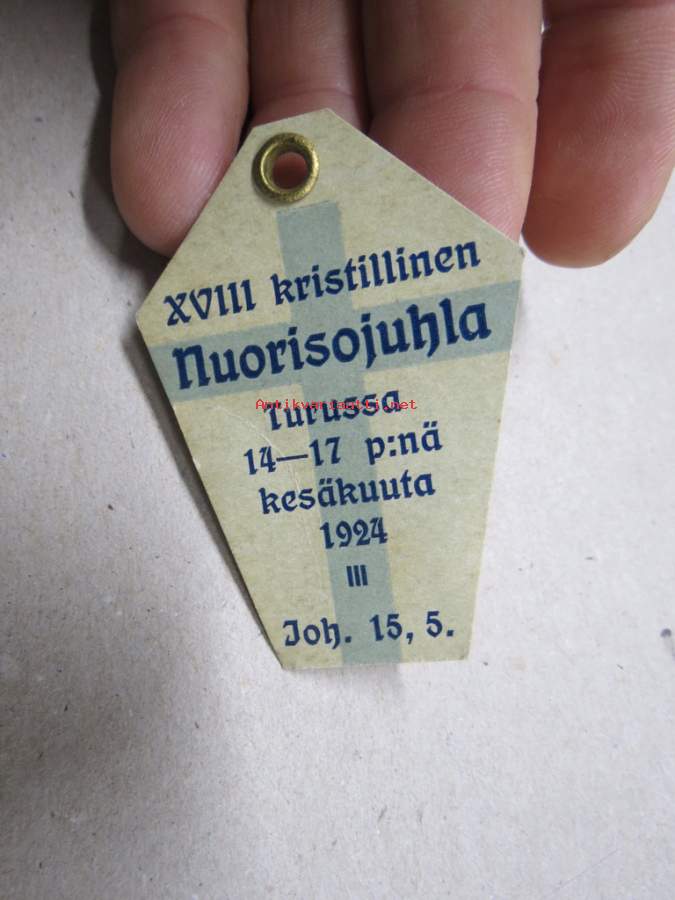 XVIII kristillinen
Nuorisojuhla
Turussa
Antikvariaatti.net
14—17 p:nä
kesäkuuta
1924
III
Joh. 15, 5.